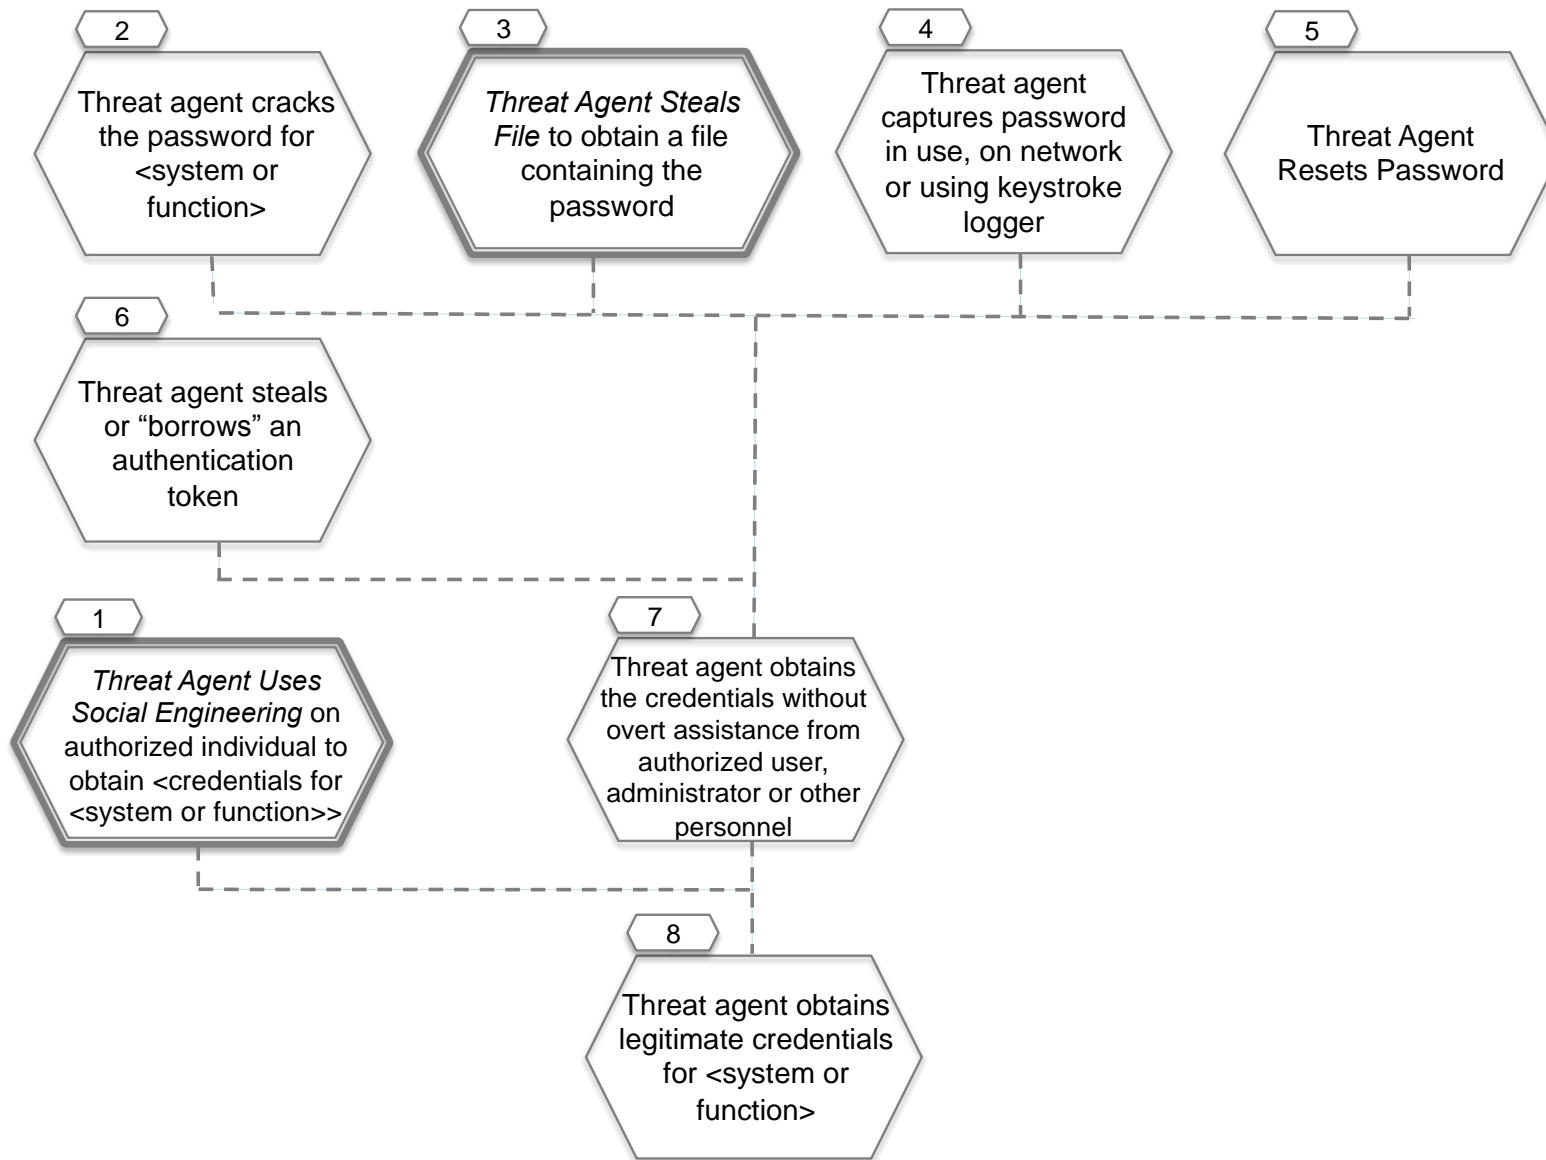 2
Threat agent cracks
the password for
<system or
function>
3
Threat Agent Steals
File to obtain a file
containing the
password
4
Threat agent
captures password
in use, on network
or using keystroke
logger
5
Threat Agent
Resets Password
6
Threat agent steals
or “borrows” an
authentication
token
1
Threat Agent Uses
Social Engineering on
authorized individual to
obtain <credentials for
<system or function>>
7
Threat agent obtains
the credentials without
overt assistance from
authorized user,
administrator or other
personnel
8
Threat agent obtains
legitimate credentials
for <system or
function>